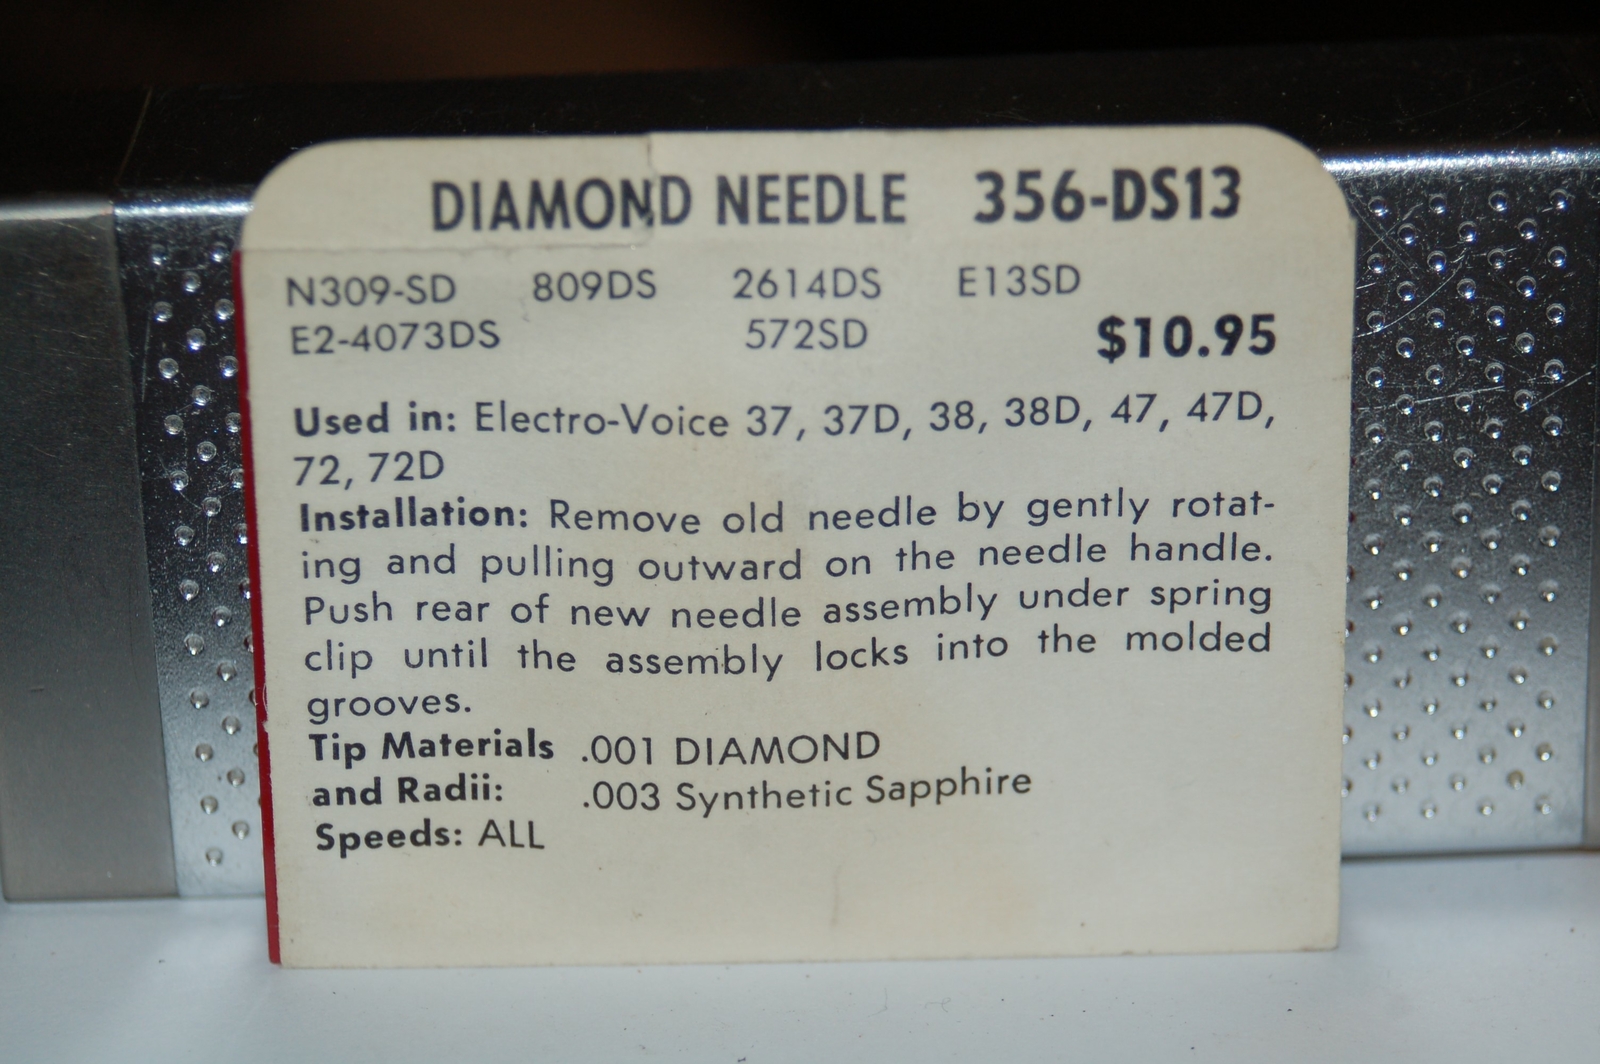 DIAMOND NEEDLE 356-DS13
N309-SD 809DS 2614DS E13SD
E2-4073DS 572SD $10.95
Used in: Electro-Voice 37, 37D, 38, 38D, 47, 47D,
72, 72D
Installation: Remove old needle by gently rotat-
ing and pulling outward on the needle handle.
Push rear of new needle assembly under spring
clip until the assembly locks into the molded
grooves.
Tip Materials .001 DIAMOND
and Radii: .003 Synthetic Sapphire
Speeds: ALL